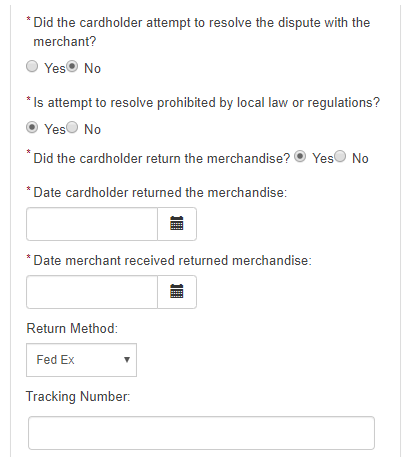 * Did the cardholder attempt to resolve the dispute with the
merchant?
Yes No
* Is attempt to resolve prohibited by local law or regulations?
Yes No
* Did the cardholder return the merchandise? Yes No
* Date cardholder returned the merchandise:
* Date merchant received returned merchandise:
Return Method:
Fed Ex
Tracking Number: